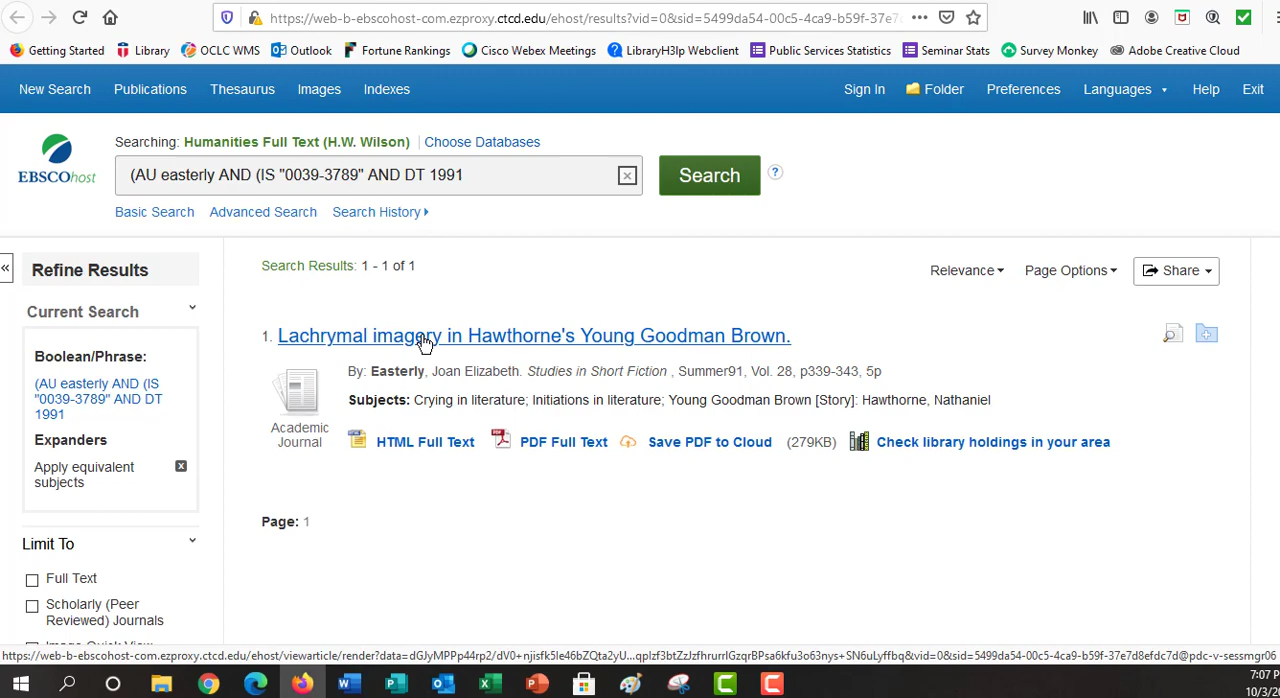 https://web-b-ebscohost-com.ezproxy.ctcd.edu/ehost/results?vid=0&sid=5499da54-00c5-4ca9-b59f-37e7
Getting Started Library OCLC WMS Outlook Fortune Rankings Cisco Webex Meetings LibraryH3lp Webclient Public Services Statistics Seminar Stats Survey Monkey Adobe Creative Cloud
New Search Publications Thesaurus Images Indexes Sign In Folder Preferences Languages Help Exit
Searching: Humanities Full Text (H.W. Wilson) Choose Databases
EBSCOhost
(AU easterly AND (IS "0039-3789" AND DT 1991
Search
?
Basic Search Advanced Search Search History
«
Refine Results
Search Results: 1 - 1 of 1
Relevance Page Options Share
Current Search
Boolean/Phrase:
(AU easterly AND (IS
"0039-3789" AND DT
1991
Expanders
Apply equivalent
subjects
Limit To
Full Text
Scholarly (Peer
Reviewed) Journals
1. Lachrymal imagery in Hawthorne's Young Goodman Brown.
By: Easterly, Joan Elizabeth. Studies in Short Fiction , Summer91, Vol. 28, p339-343, 5p
Subjects: Crying in literature; Initiations in literature; Young Goodman Brown [Story]: Hawthorne, Nathaniel
Academic
Journal
HTML Full Text PDF Full Text Save PDF to Cloud (279KB) Check library holdings in your area
Page: 1
7:07 P
10/3/20